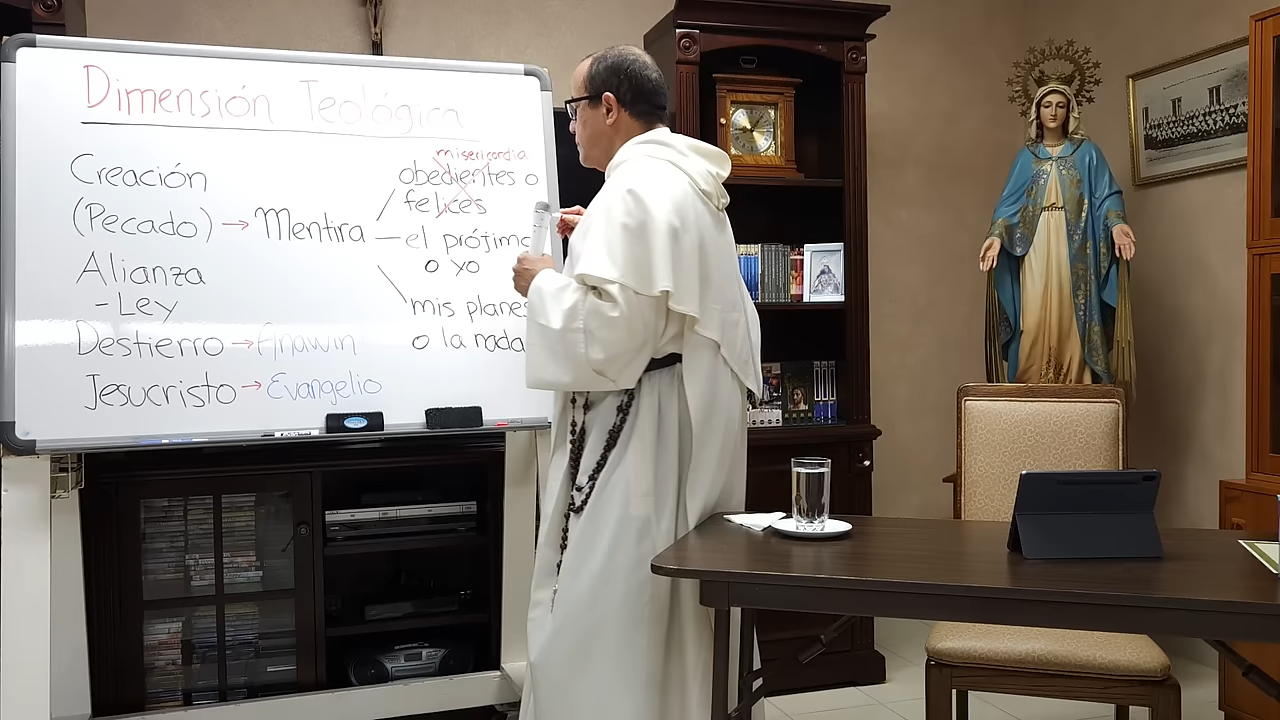 Dimensión Teológica
Creación
(Pecado) → Mentira
Alianza
- Ley
Destierro → Anawin
Jesucristo → Evangelio
misericordia
obedientes o
felices
el prójimo
o yo
mis planes
o la nada